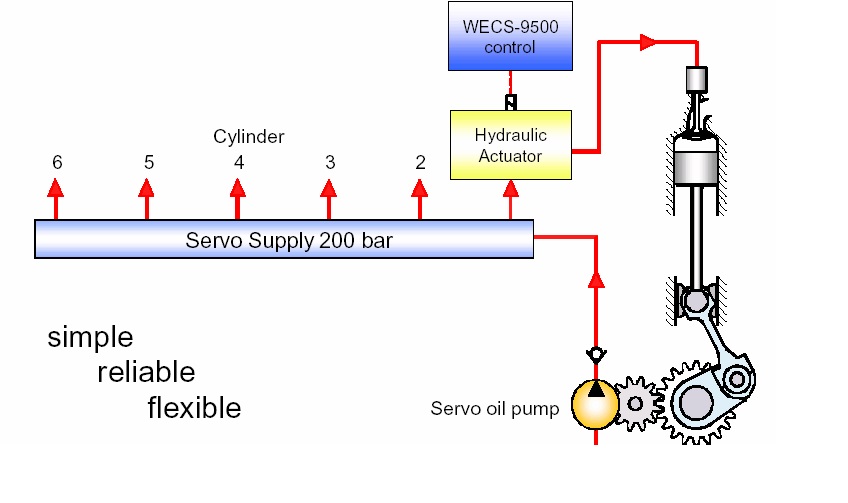 WECS-9500
control
Hydraulic
Actuator
Cylinder
6 5 4 3 2
Servo Supply 200 bar
simple
reliable
flexible
Servo oil pump